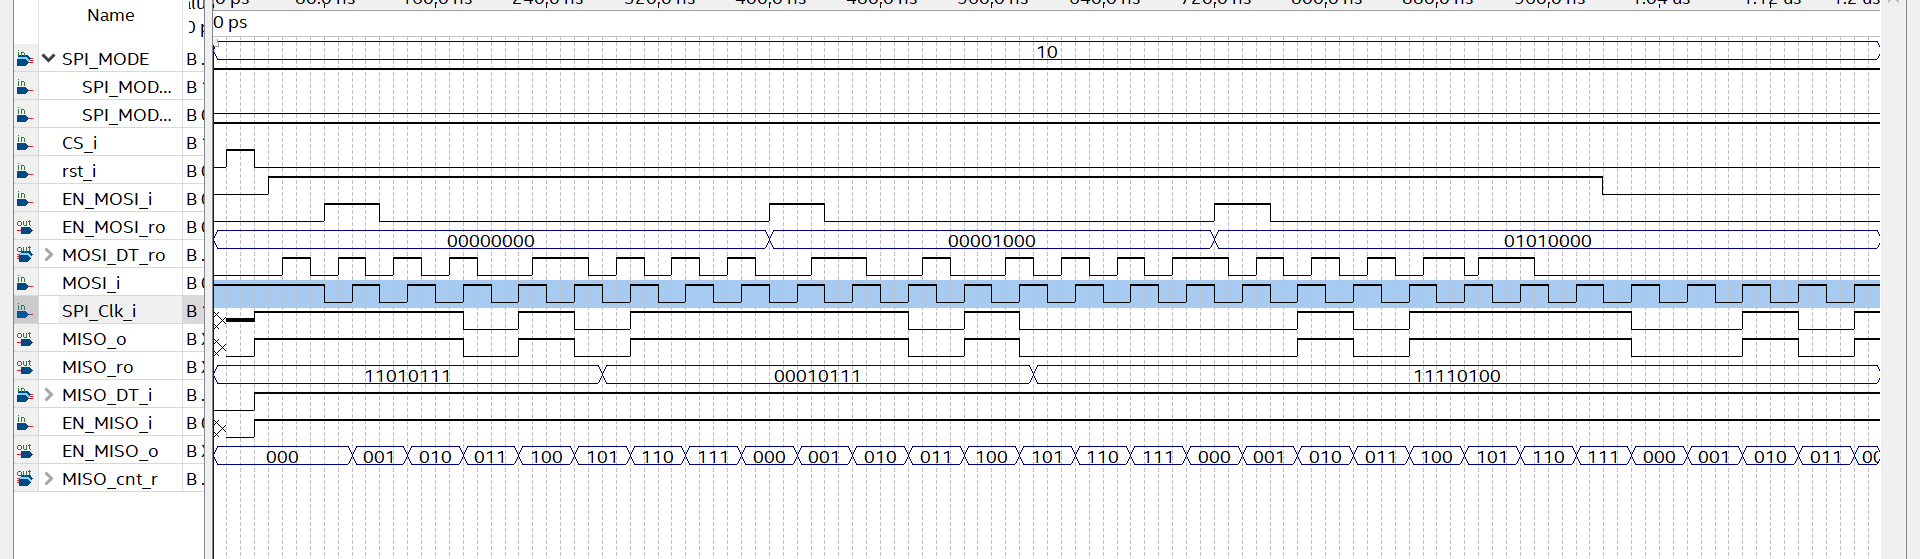 Name
0 ps
0 ps
SPI_MODE B 10
SPI_MOD... B
SPI_MOD... B
CS_i B
rst_i B
EN_MOSI_i B
EN_MOSI_ro B
MOSI_DT_ro B 00000000 00001000 01010000
MOSI_i B
SPI_Clk_i B
MISO_o B
MISO_ro B 11010111 00010111 11110100
MISO_DT_i B
EN_MISO_i B
EN_MISO_o B 000 001 010 011 100 101 110 111 000 001 010 011 100 101 110 111 000 001 010 011 100 101 110 111 000 001 010 011
MISO_cnt_r B